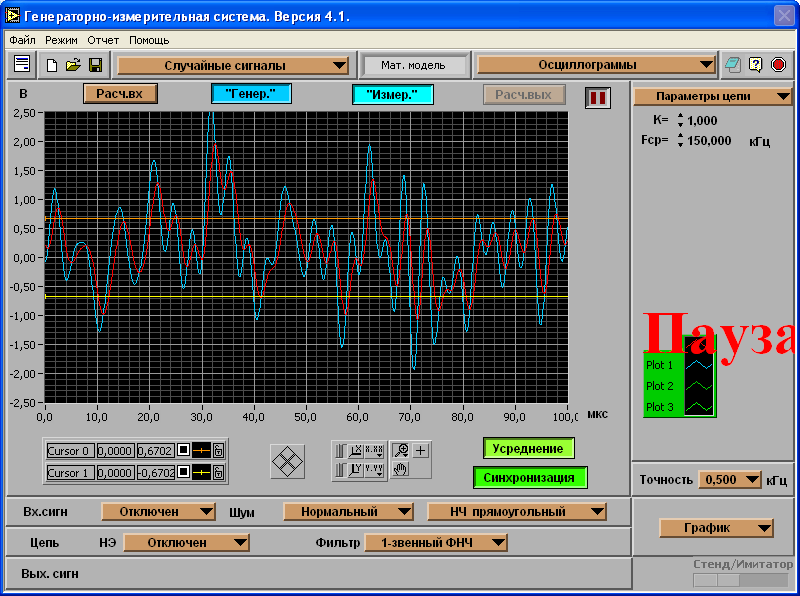 Генераторно-измерительная система. Версия 4.1.
Файл Режим Отчет Помощь
Случайные сигналы Мат. модель Осциллограммы
В Расч.вх "Генер." "Измер." Расч.вых Параметры цепи
К= 1,000
Fср= 150,000 кГц
2,50
2,00
1,50
1,00
0,50
0,00
-0,50
-1,00
-1,50
-2,00
-2,50
0,0 10,0 20,0 30,0 40,0 50,0 60,0 70,0 80,0 90,0 100,0 мкс
Пауза
Plot 1
Plot 2
Plot 3
Cursor 0 0,0000 0,6702
Cursor 1 0,0000 -0,6702
X X.XX
Y Y.YY
Усреднение
Синхронизация
Точность 0,500 кГц
Вх.сигн Отключен Шум Нормальный НЧ прямоугольный
График
Цепь НЭ Отключен Фильтр 1-звенный ФНЧ
Стенд/Имитатор
Вых. сигн